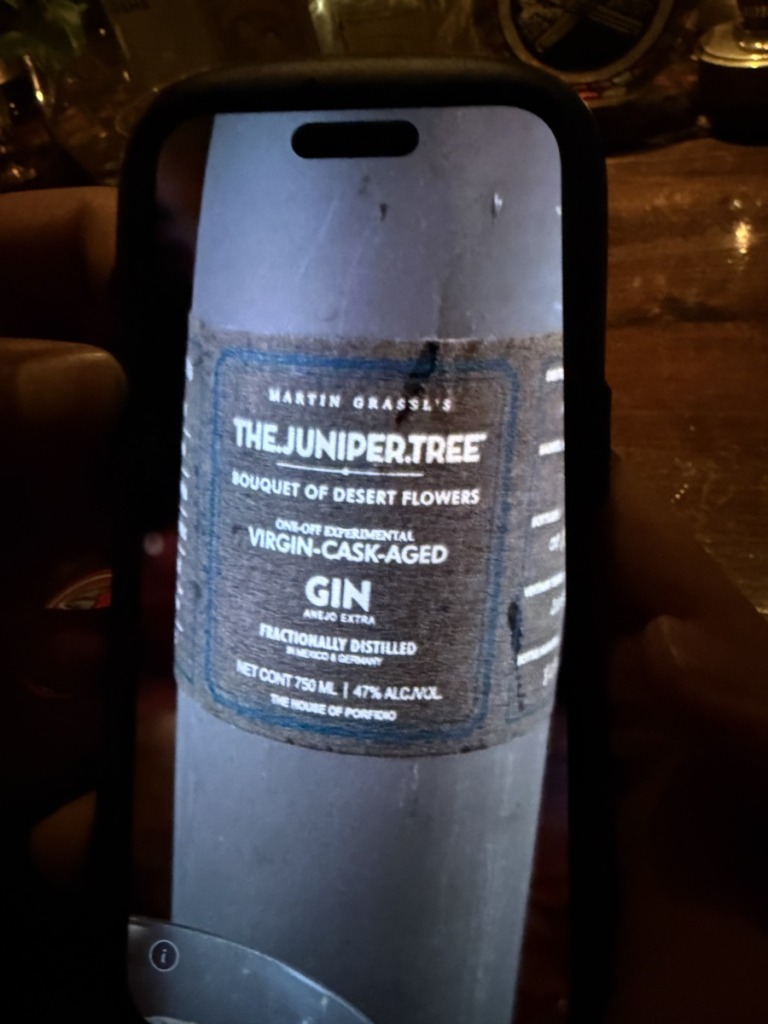 MARTIN GRASSL'S
THE.JUNIPER.TREE
BOUQUET OF DESERT FLOWERS
ONE-OFF EXPERIMENTAL
VIRGIN-CASK-AGED
GIN
AÑEJO EXTRA
FRACTIONALLY DISTILLED
IN MEXICO & GERMANY
NET CONT 750 ML | 47% ALC./VOL.
THE HOUSE OF PORFIDIO
i